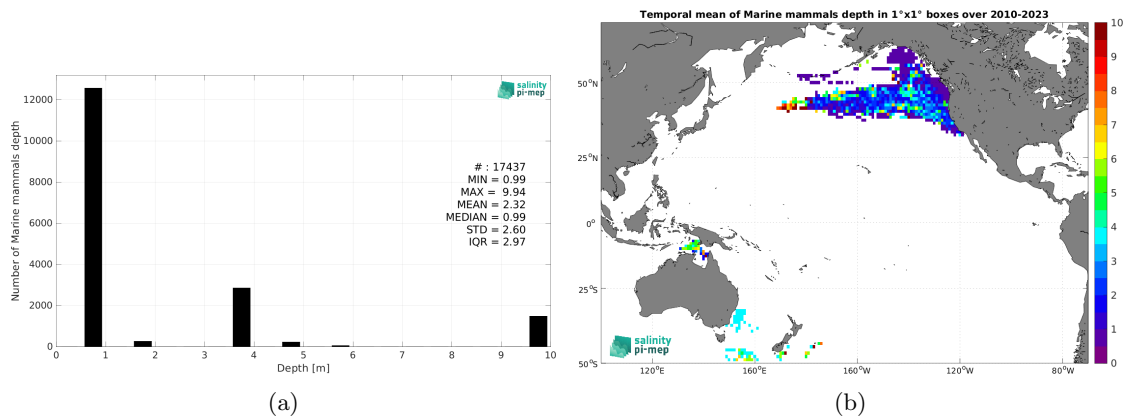 12000
10000
8000
6000
4000
2000
0
Number of Marine mammals depth
salinity
pi-mep
# : 17437
MIN = 0.99
MAX = 9.94
MEAN = 2.32
MEDIAN = 0.99
STD = 2.60
IQR = 2.97
0 1 2 3 4 5 6 7 8 9 10
Depth [m]
(a)
Temporal mean of Marine mammals depth in 1°x1° boxes over 2010-2023
50°N
25°N
0°
25°S
50°S
salinity
pi-mep
120°E 160°E 160°W 120°W 80°W
10
9
8
7
6
5
4
3
2
1
0
(b)